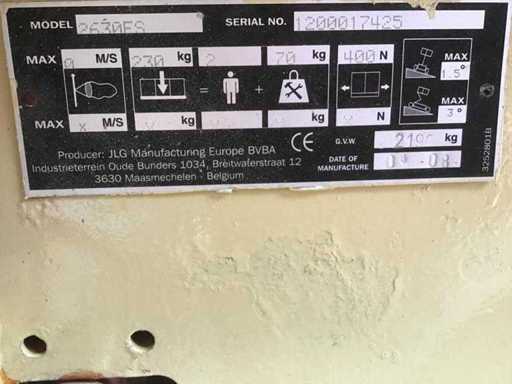 MODEL 2630ES SERIAL NO. 1200017425
MAX 0 M/S 230 kg = 2 + 70 kg 400 N MAX 1.5°
MAX X M/S kg = + kg N MAX 3°
Producer: JLG Manufacturing Europe BVBA CE G.V.W. kg
Industrieterrein Oude Bunders 1034, Breitwaterstraat 12 DATE OF MANUFACTURE
3630 Maasmechelen - Belgium
3252801B